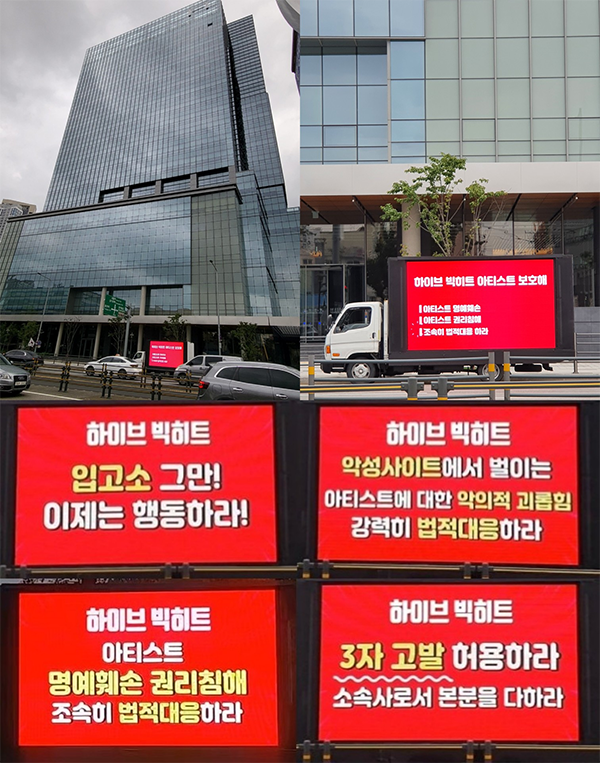 하이브 빅히트 아티스트 보호해
아티스트 명예훼손
아티스트 권리침해
조속히 법적대응 하라
하이브 빅히트
입고소 그만!
이제는 행동하라!
하이브 빅히트
악성사이트에서 벌이는
아티스트에 대한 악의적 괴롭힘
강력히 법적대응하라
하이브 빅히트
아티스트
명예훼손 권리침해
조속히 법적대응하라
하이브 빅히트
3자 고발 허용하라
소속사로서 본분을 다하라